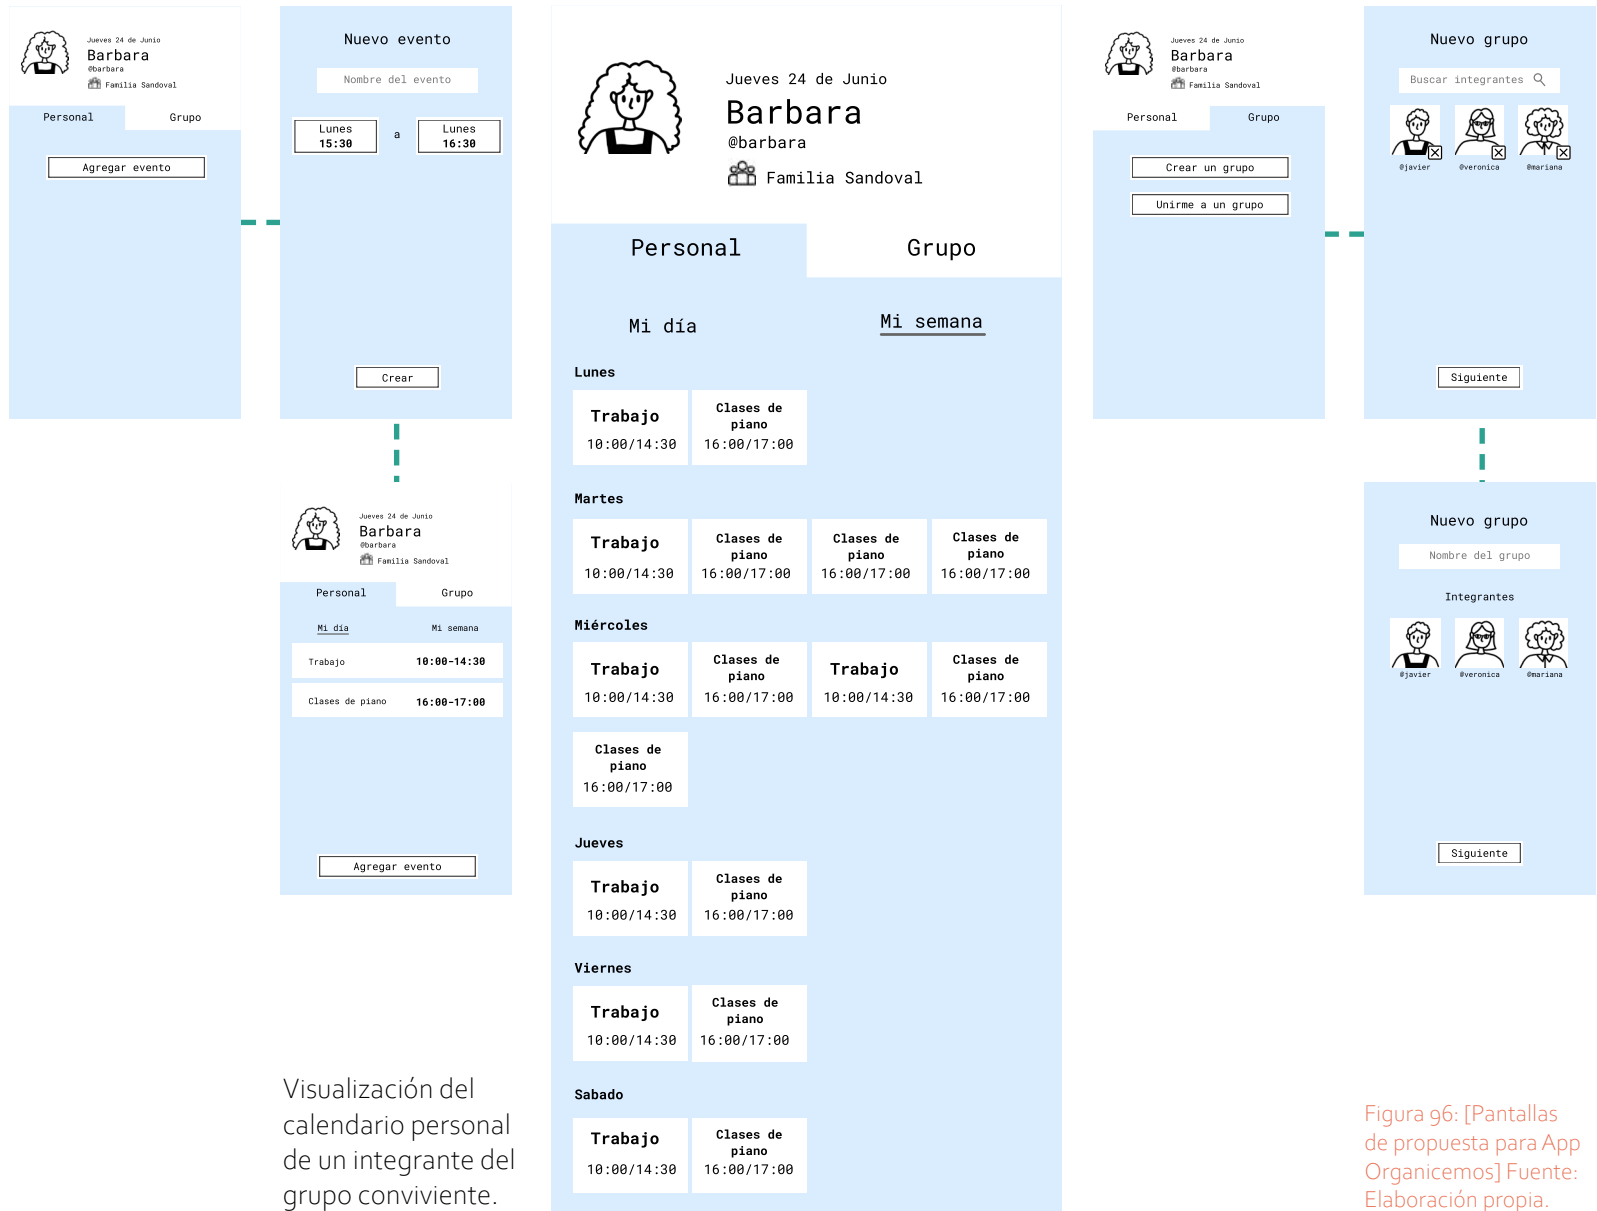 Jueves 24 de Junio
Barbara
@barbara
Familia Sandoval
Personal
Grupo
Agregar evento
Nuevo evento
Nombre del evento
Lunes
15:30
a
Lunes
16:30
Crear
Jueves 24 de Junio
Barbara
@barbara
Familia Sandoval
Personal
Grupo
Mi día
Mi semana
Trabajo
10:00-14:30
Clases de piano
16:00-17:00
Agregar evento
Visualización del
calendario personal
de un integrante del
grupo conviviente.
Jueves 24 de Junio
Barbara
@barbara
Familia Sandoval
Personal
Grupo
Mi día
Mi semana
Lunes
Trabajo
10:00/14:30
Clases de
piano
16:00/17:00
Martes
Trabajo
10:00/14:30
Clases de
piano
16:00/17:00
Clases de
piano
16:00/17:00
Clases de
piano
16:00/17:00
Miércoles
Trabajo
10:00/14:30
Clases de
piano
16:00/17:00
Trabajo
10:00/14:30
Clases de
piano
16:00/17:00
Clases de
piano
16:00/17:00
Jueves
Trabajo
10:00/14:30
Clases de
piano
16:00/17:00
Viernes
Trabajo
10:00/14:30
Clases de
piano
16:00/17:00
Sabado
Trabajo
10:00/14:30
Clases de
piano
16:00/17:00
Jueves 24 de Junio
Barbara
@barbara
Familia Sandoval
Personal
Grupo
Crear un grupo
Unirme a un grupo
Nuevo grupo
Buscar integrantes
@javier
@veronica
@mariana
Siguiente
Nuevo grupo
Nombre del grupo
Integrantes
@javier
@veronica
@mariana
Siguiente
Figura 96: [Pantallas
de propuesta para App
Organicemos] Fuente:
Elaboración propia.